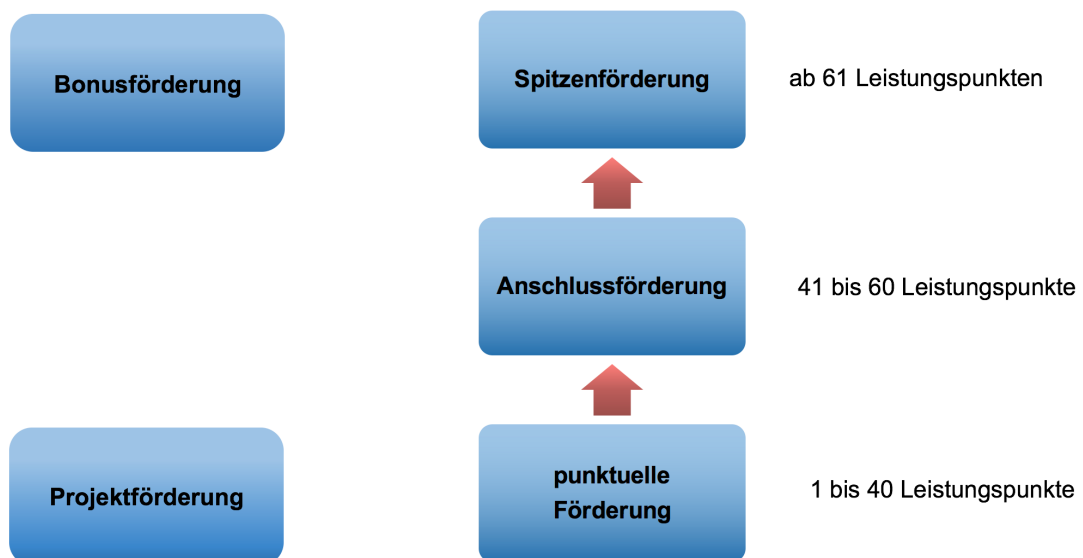 Bonusförderung
Spitzenförderung
ab 61 Leistungspunkten
Anschlussförderung
41 bis 60 Leistungspunkte
Projektförderung
punktuelle
Förderung
1 bis 40 Leistungspunkte